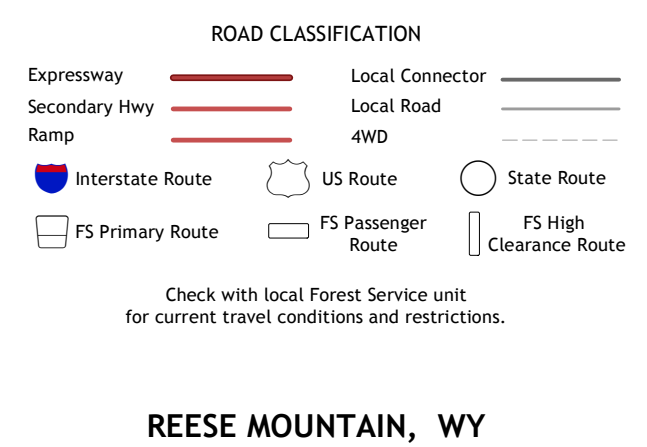 ROAD CLASSIFICATION
Expressway
Local Connector
Secondary Hwy
Local Road
Ramp
4WD
Interstate Route
US Route
State Route
FS Primary Route
FS Passenger
Route
FS High
Clearance Route
Check with local Forest Service unit
for current travel conditions and restrictions.
REESE MOUNTAIN, WY